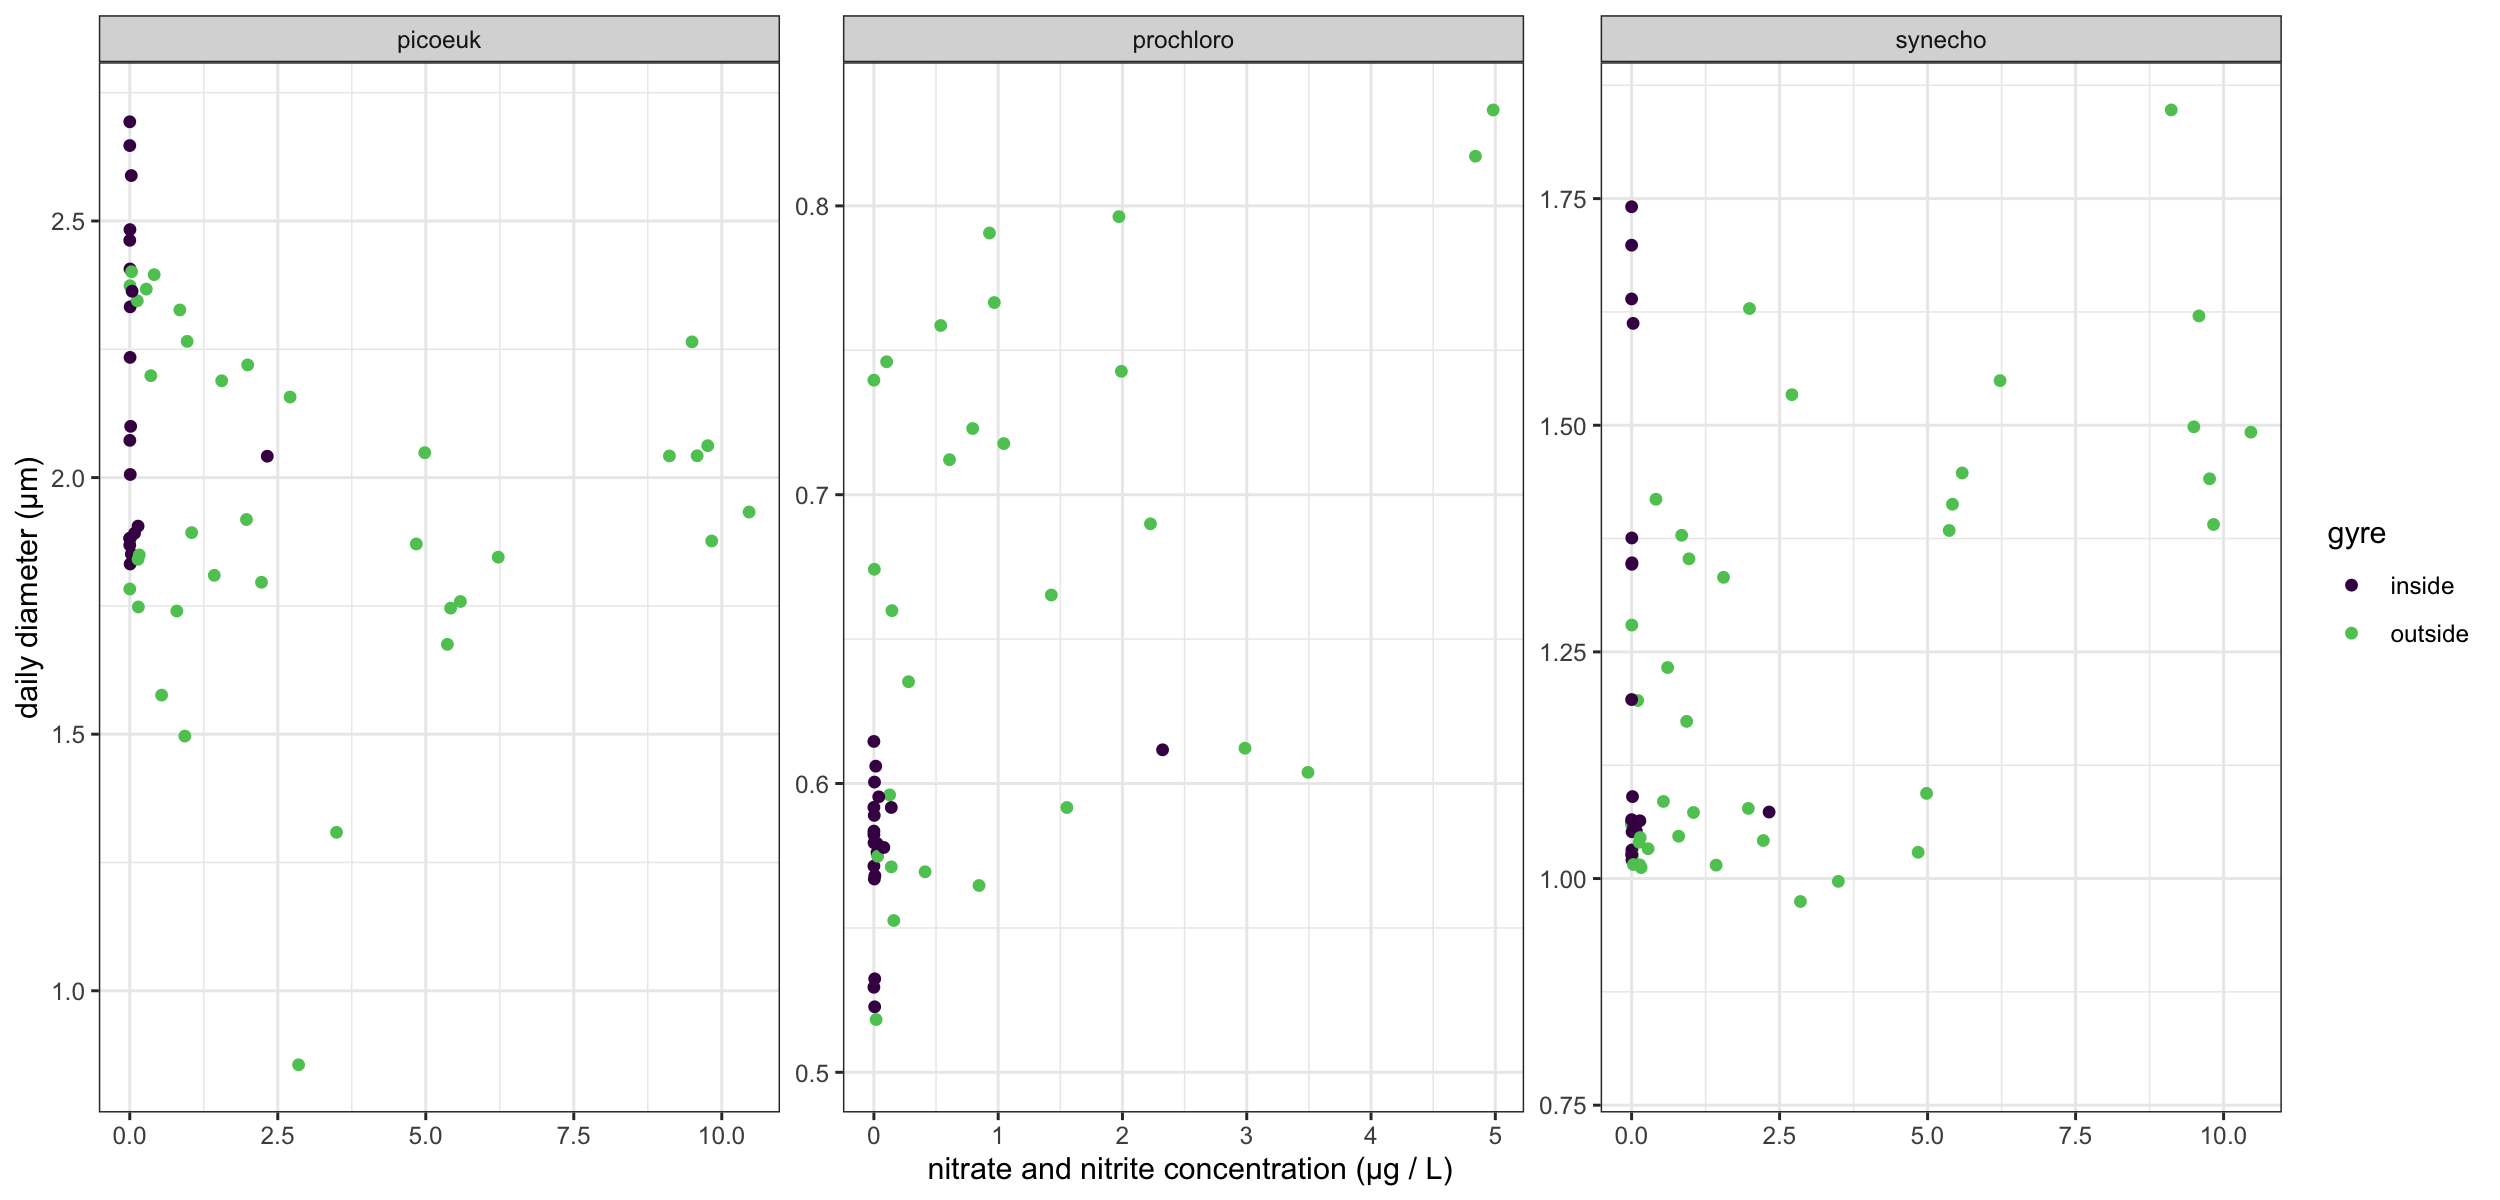 picoeuk prochloro synecho
daily diameter (µm)
2.5
2.0
1.5
1.0
0.8
0.7
0.6
0.5
1.75
1.50
1.25
1.00
0.75
0.0 2.5 5.0 7.5 10.0
0 1 2 3 4 5
0.0 2.5 5.0 7.5 10.0
nitrate and nitrite concentration (µg / L)
gyre
inside
outside